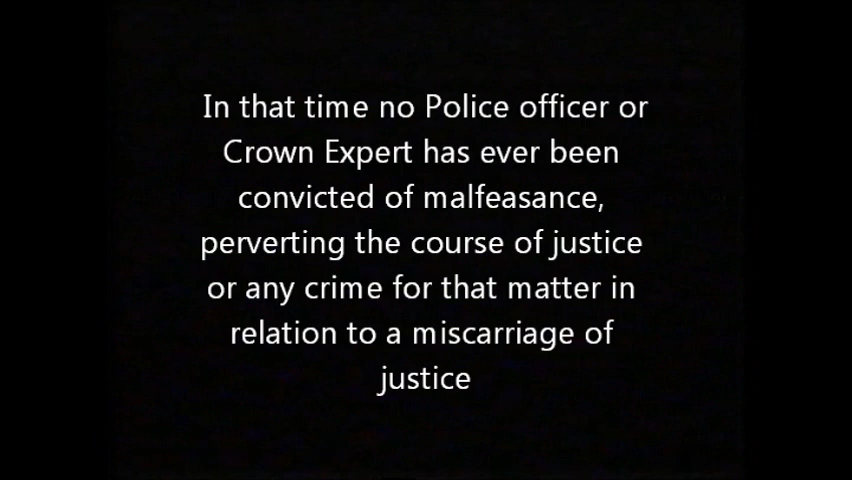 In that time no Police officer or
Crown Expert has ever been
convicted of malfeasance,
perverting the course of justice
or any crime for that matter in
relation to a miscarriage of
justice